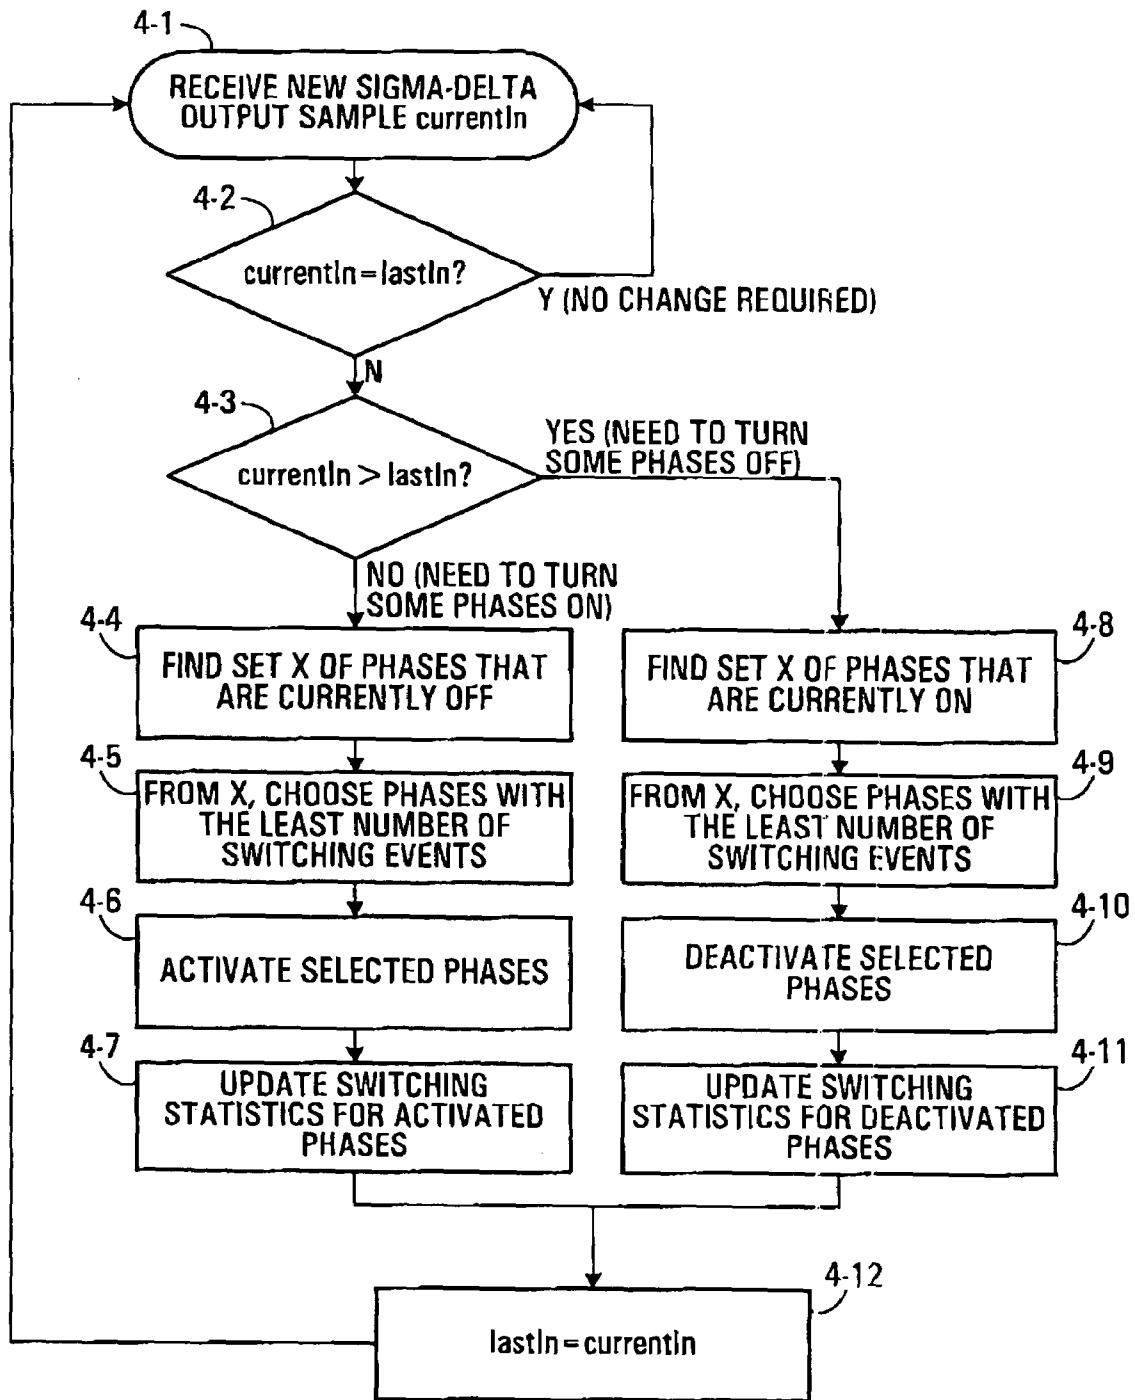 4-1
RECEIVE NEW SIGMA-DELTA
OUTPUT SAMPLE currentIn
4-2
currentIn = lastIn?
Y (NO CHANGE REQUIRED)
N
4-3
currentIn > lastIn?
YES (NEED TO TURN
SOME PHASES OFF)
NO (NEED TO TURN
SOME PHASES ON)
4-4
FIND SET X OF PHASES THAT
ARE CURRENTLY OFF
4-8
FIND SET X OF PHASES THAT
ARE CURRENTLY ON
4-5
FROM X, CHOOSE PHASES WITH
THE LEAST NUMBER OF
SWITCHING EVENTS
4-9
FROM X, CHOOSE PHASES WITH
THE LEAST NUMBER OF
SWITCHING EVENTS
4-6
ACTIVATE SELECTED PHASES
4-10
DEACTIVATE SELECTED
PHASES
4-7
UPDATE SWITCHING
STATISTICS FOR ACTIVATED
PHASES
4-11
UPDATE SWITCHING
STATISTICS FOR DEACTIVATED
PHASES
4-12
lastIn = currentIn